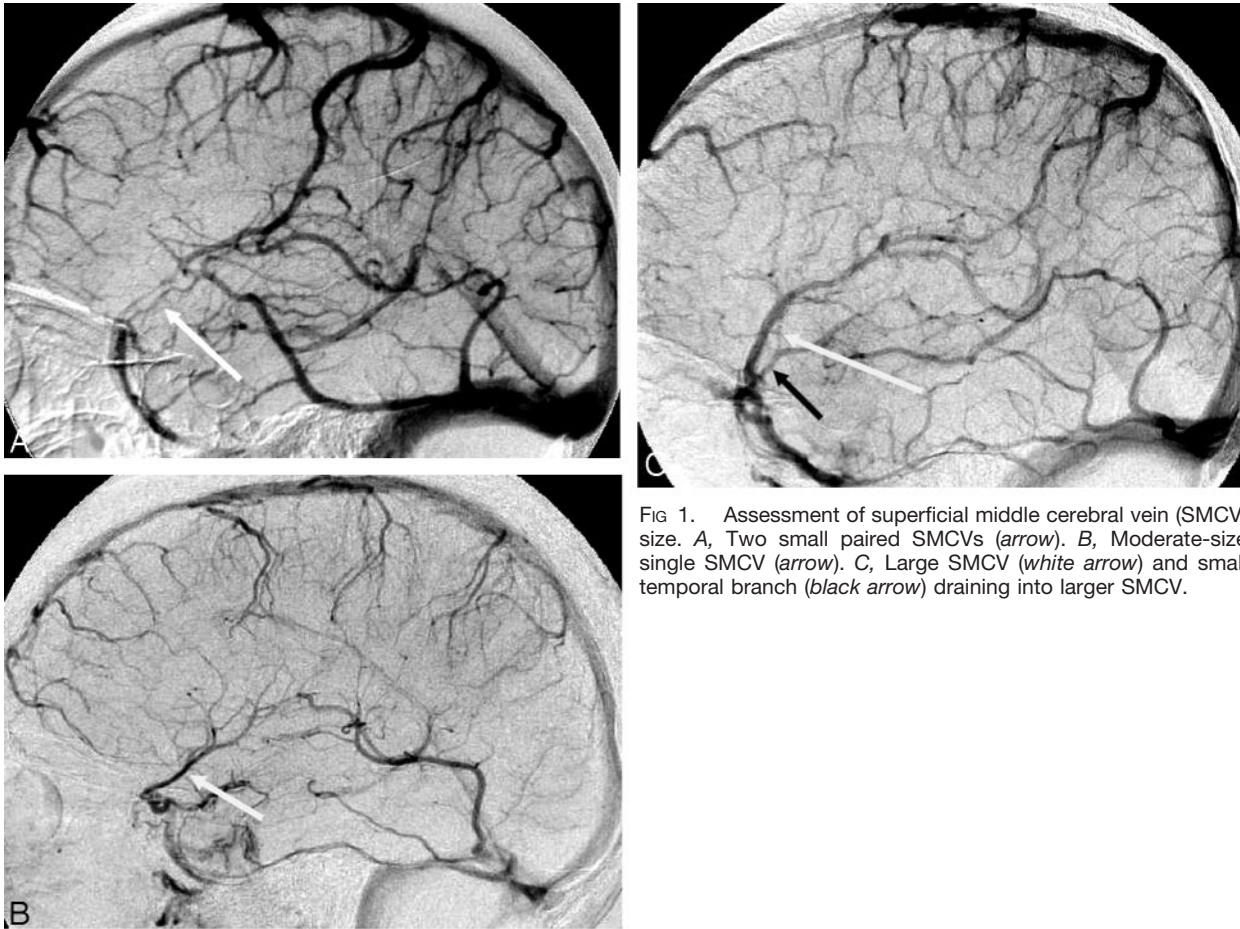 A
C
FIG 1. Assessment of superficial middle cerebral vein (SMCV
size. A, Two small paired SMCVs (arrow). B, Moderate-size
single SMCV (arrow). C, Large SMCV (white arrow) and smal
temporal branch (black arrow) draining into larger SMCV.
B